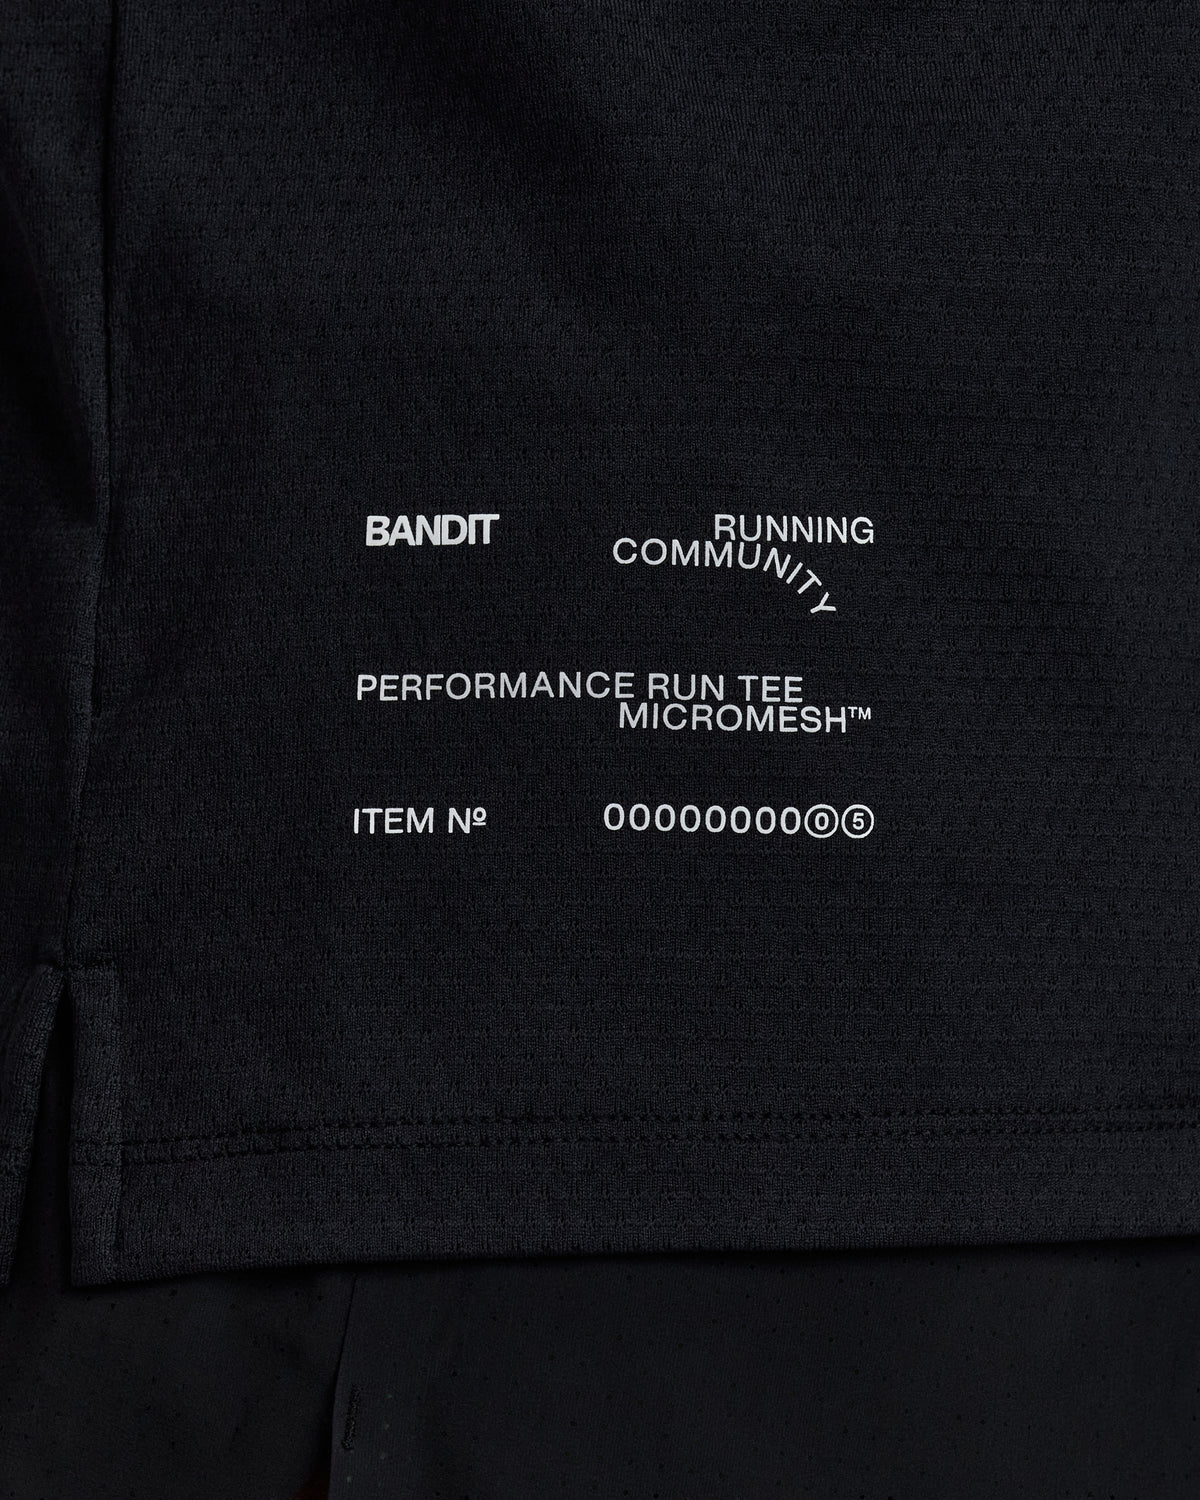 BANDIT RUNNING
COMMUNITY
PERFORMANCE RUN TEE
MICROMESH™
ITEM Nº 00000000⓪⑤